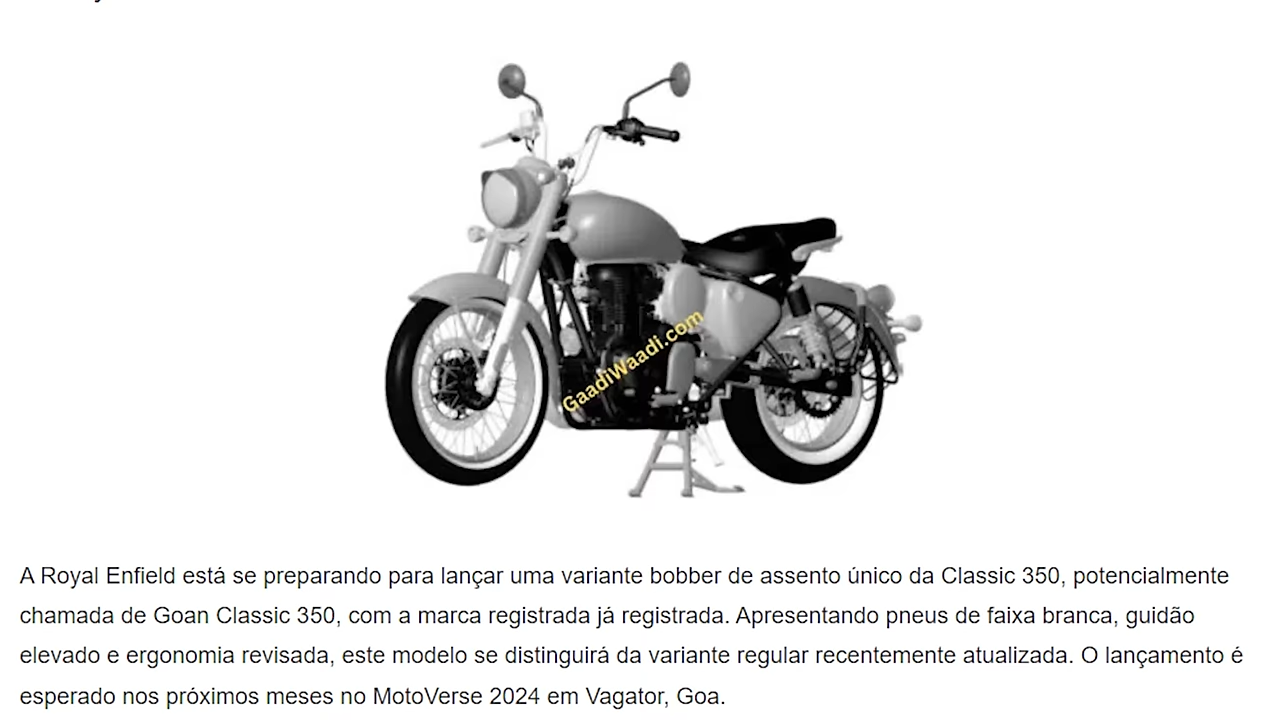 GaadiWaadi.com
A Royal Enfield está se preparando para lançar uma variante bobber de assento único da Classic 350, potencialmente
chamada de Goan Classic 350, com a marca registrada já registrada. Apresentando pneus de faixa branca, guidão
elevado e ergonomia revisada, este modelo se distinguirá da variante regular recentemente atualizada. O lançamento é
esperado nos próximos meses no MotoVerse 2024 em Vagator, Goa.